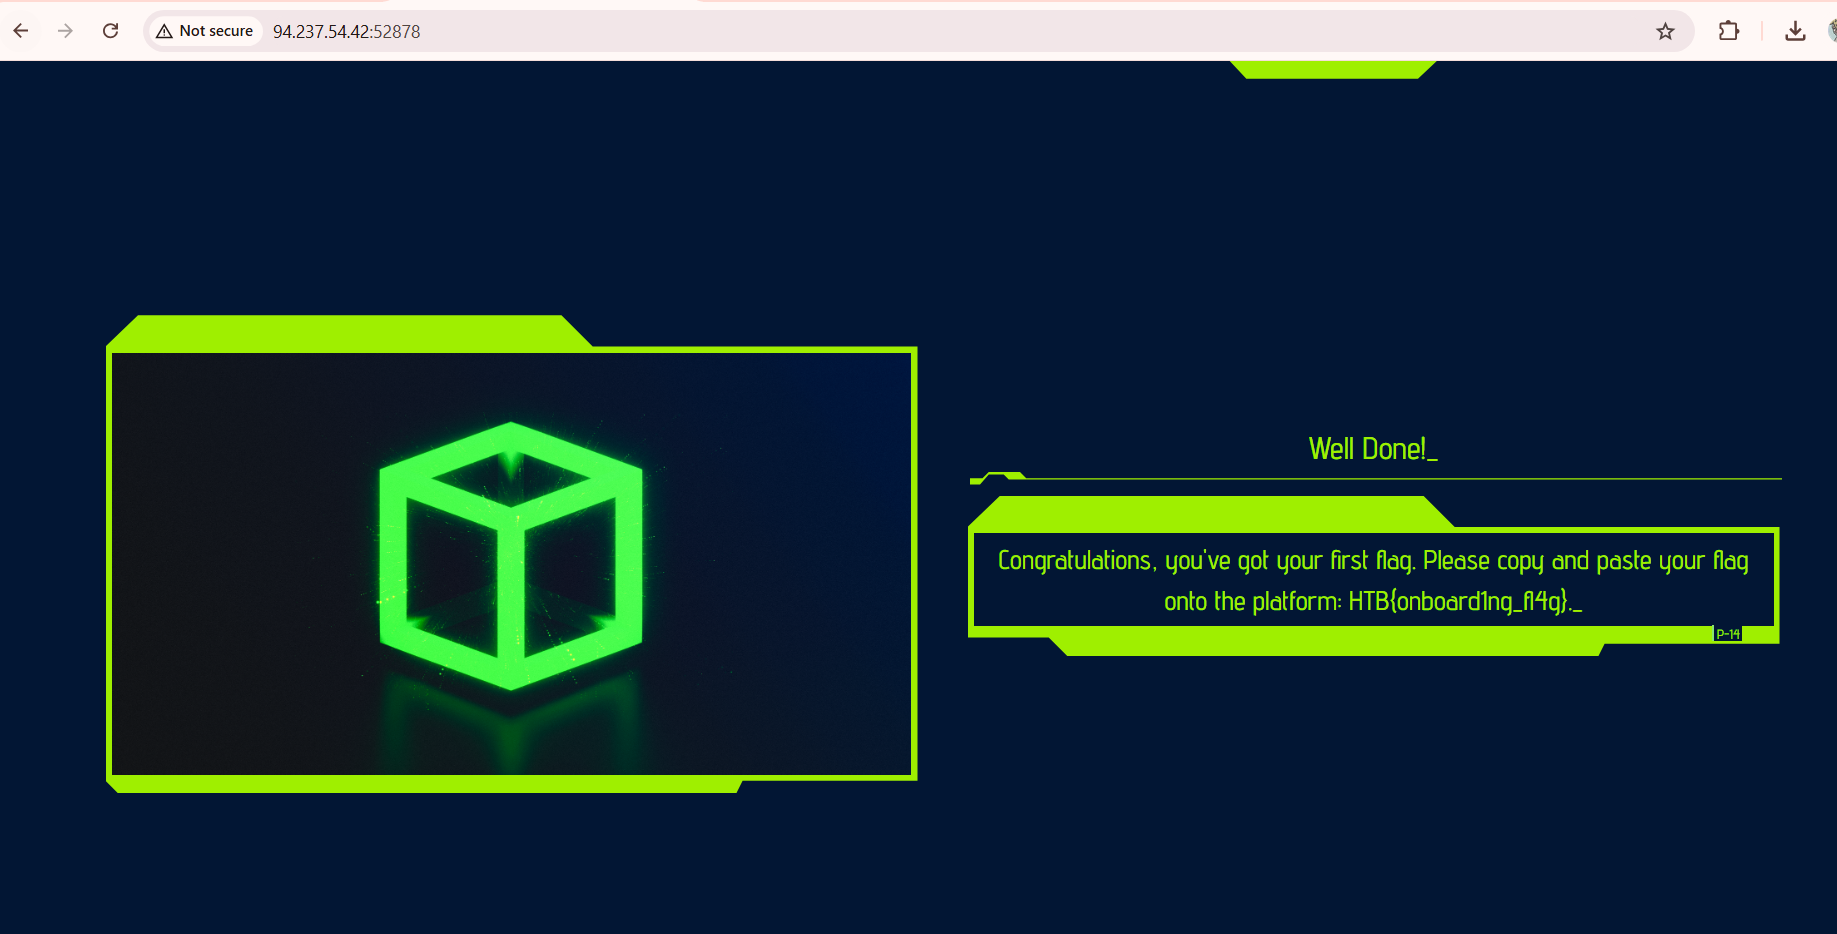 Not secure
94.237.54.42:52878
Well Done!_
Congratulations, you've got your first flag. Please copy and paste your flag
onto the platform: HTB{onboard1ng_fl4g}._
P-14